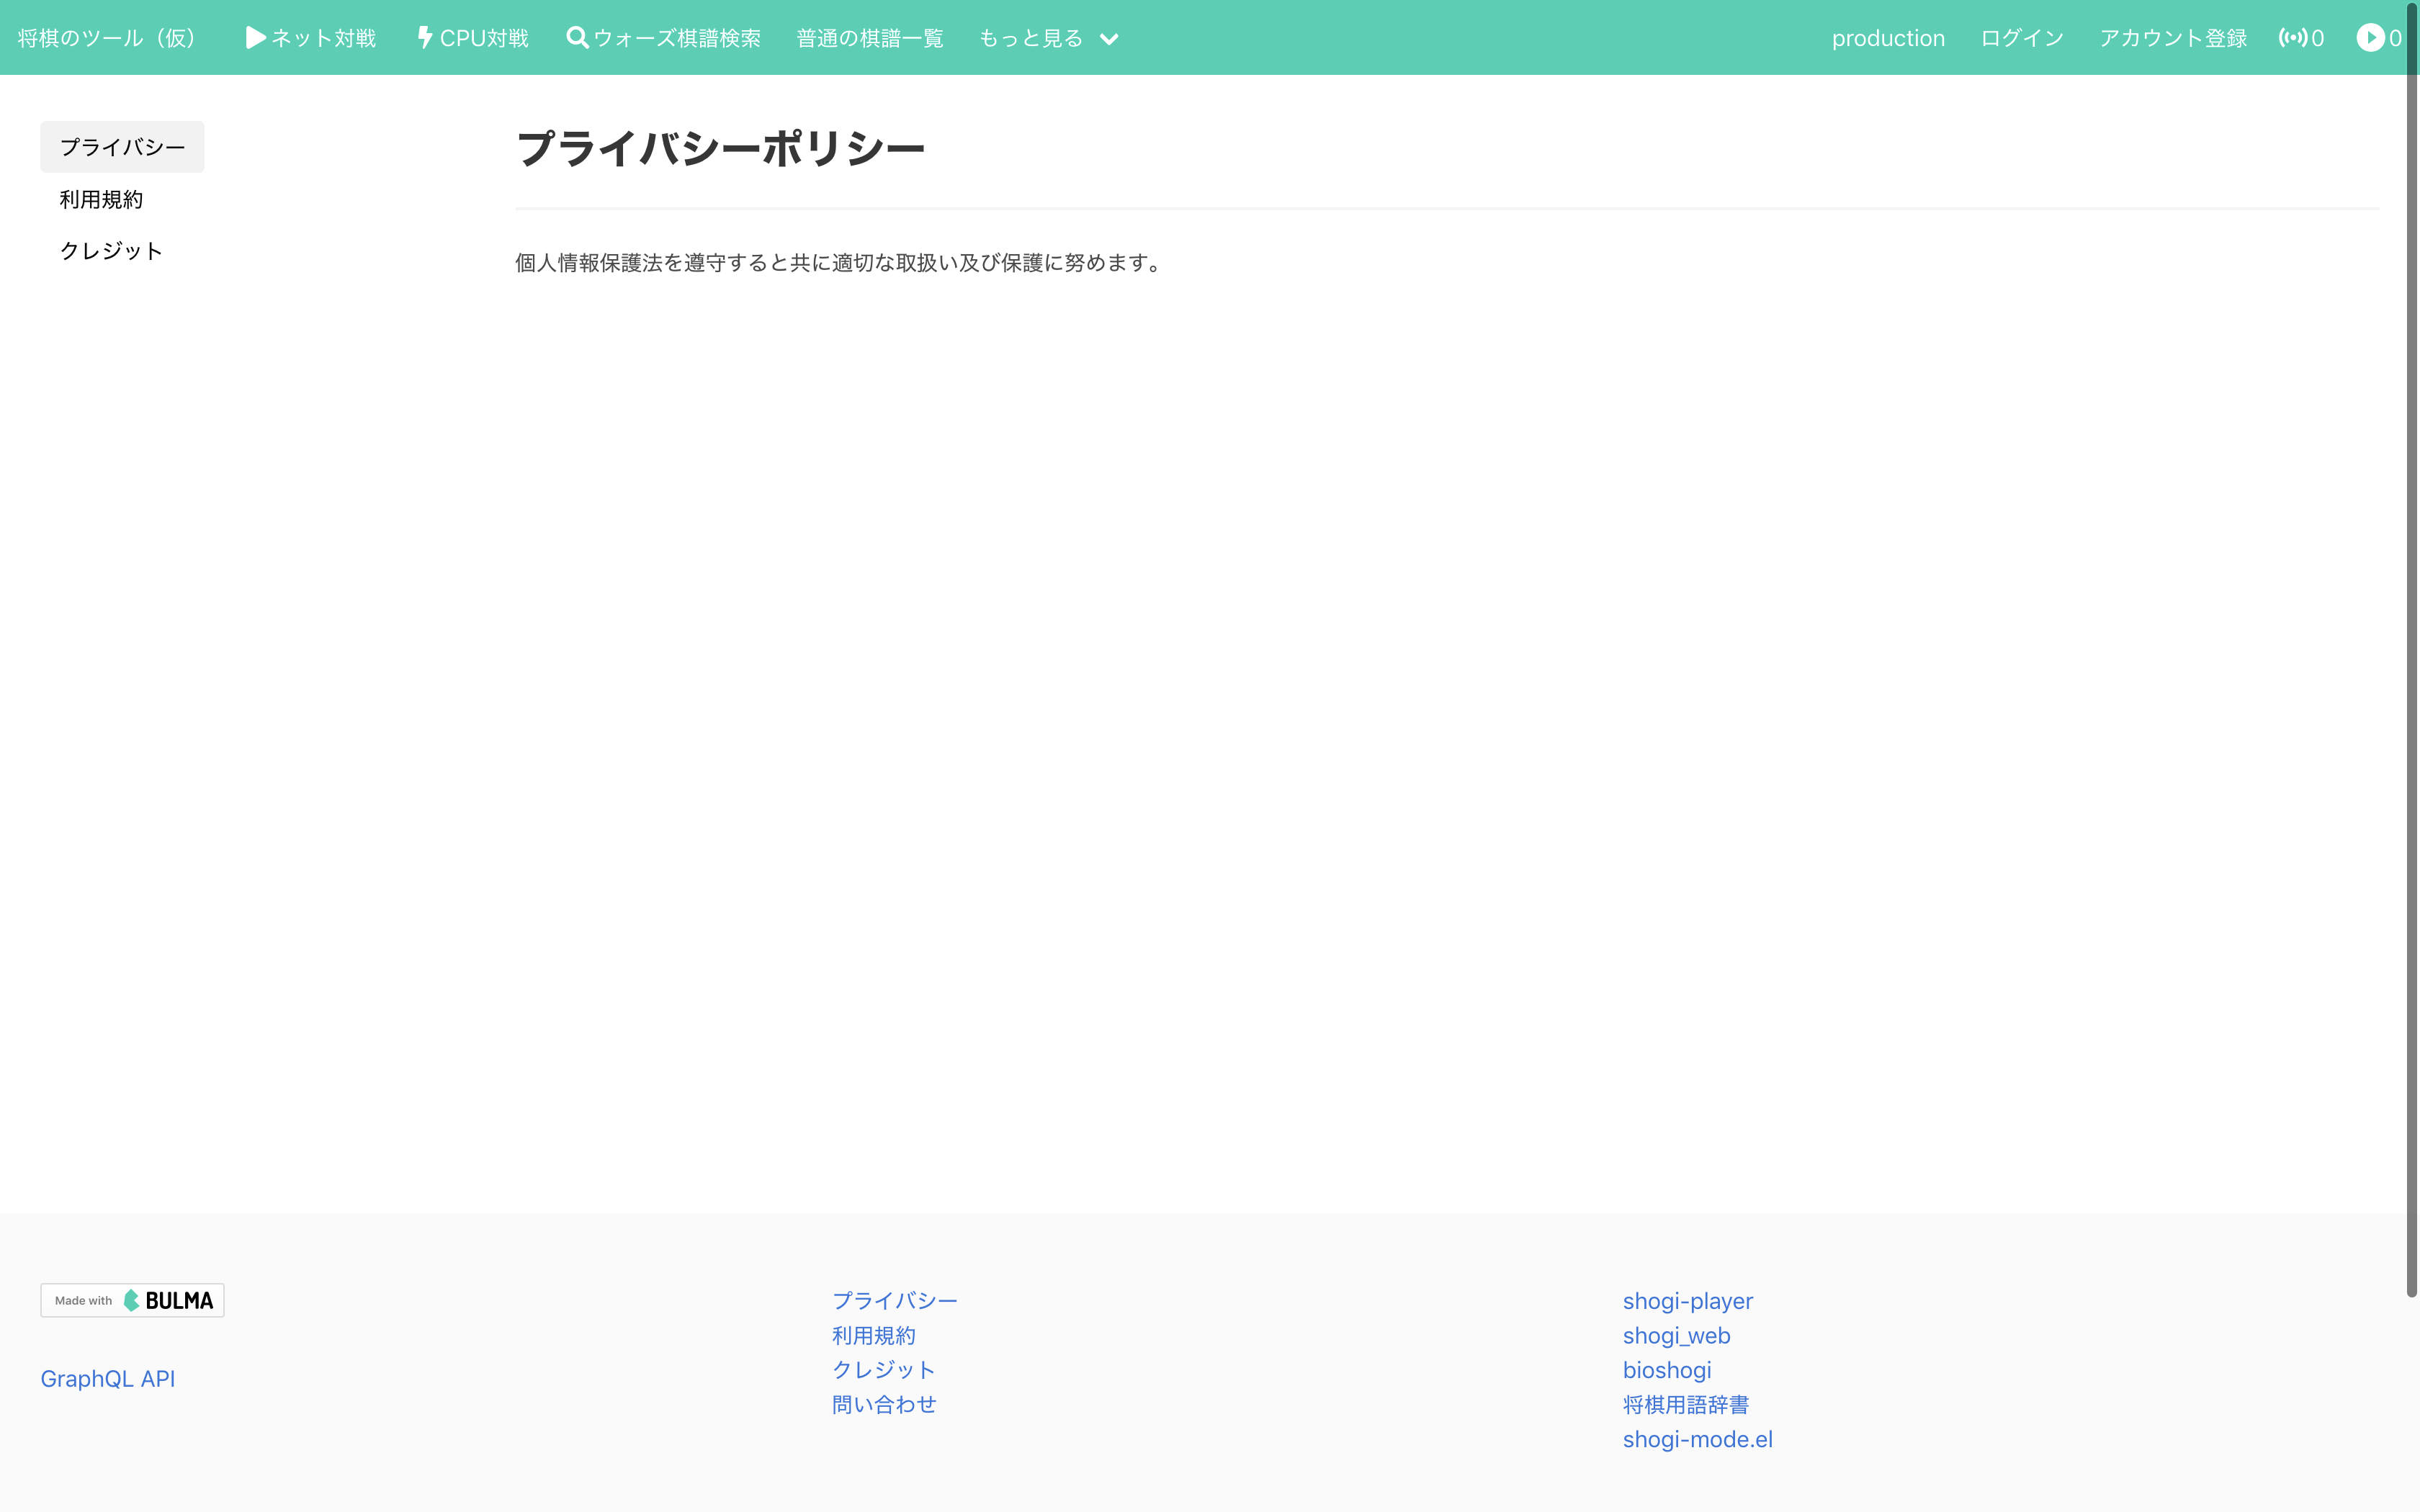 将棋のツール（仮） ネット対戦 CPU対戦 ウォーズ棋譜検索 普通の棋譜一覧 もっと見る production ログイン アカウント登録 0 0
プライバシー
利用規約
クレジット
プライバシーポリシー
個人情報保護法を遵守すると共に適切な取扱い及び保護に努めます。
Made with BULMA
GraphQL API
プライバシー
利用規約
クレジット
問い合わせ
shogi-player
shogi_web
bioshogi
将棋用語辞書
shogi-mode.el